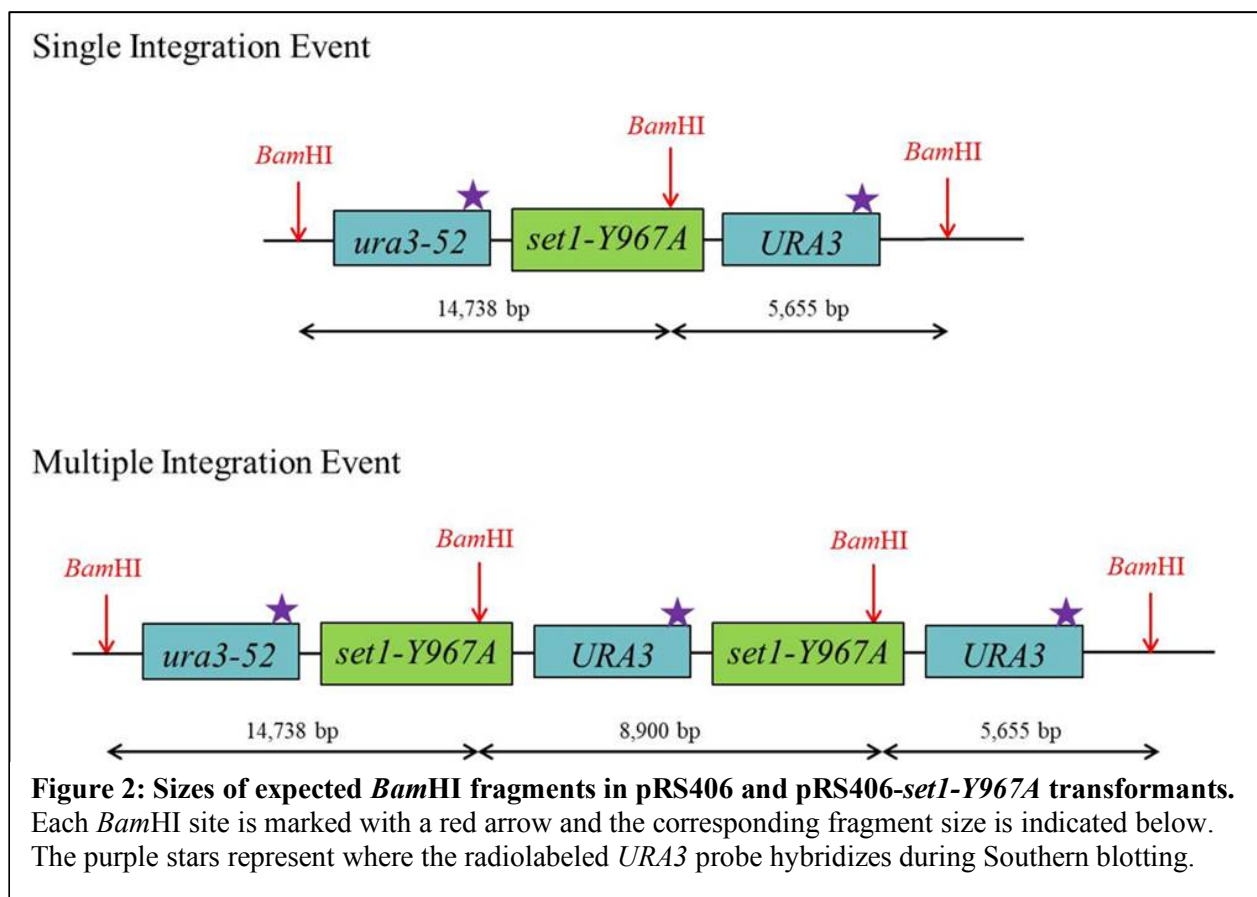 Single Integration Event
BamHI
BamHI
BamHI
ura3-52
set1-Y967A
URA3
14,738 bp
5,655 bp
Multiple Integration Event
BamHI
BamHI
BamHI
BamHI
ura3-52
set1-Y967A
URA3
set1-Y967A
URA3
14,738 bp
8,900 bp
5,655 bp
Figure 2: Sizes of expected BamHI fragments in pRS406 and pRS406-set1-Y967A transformants.
Each BamHI site is marked with a red arrow and the corresponding fragment size is indicated below.
The purple stars represent where the radiolabeled URA3 probe hybridizes during Southern blotting.